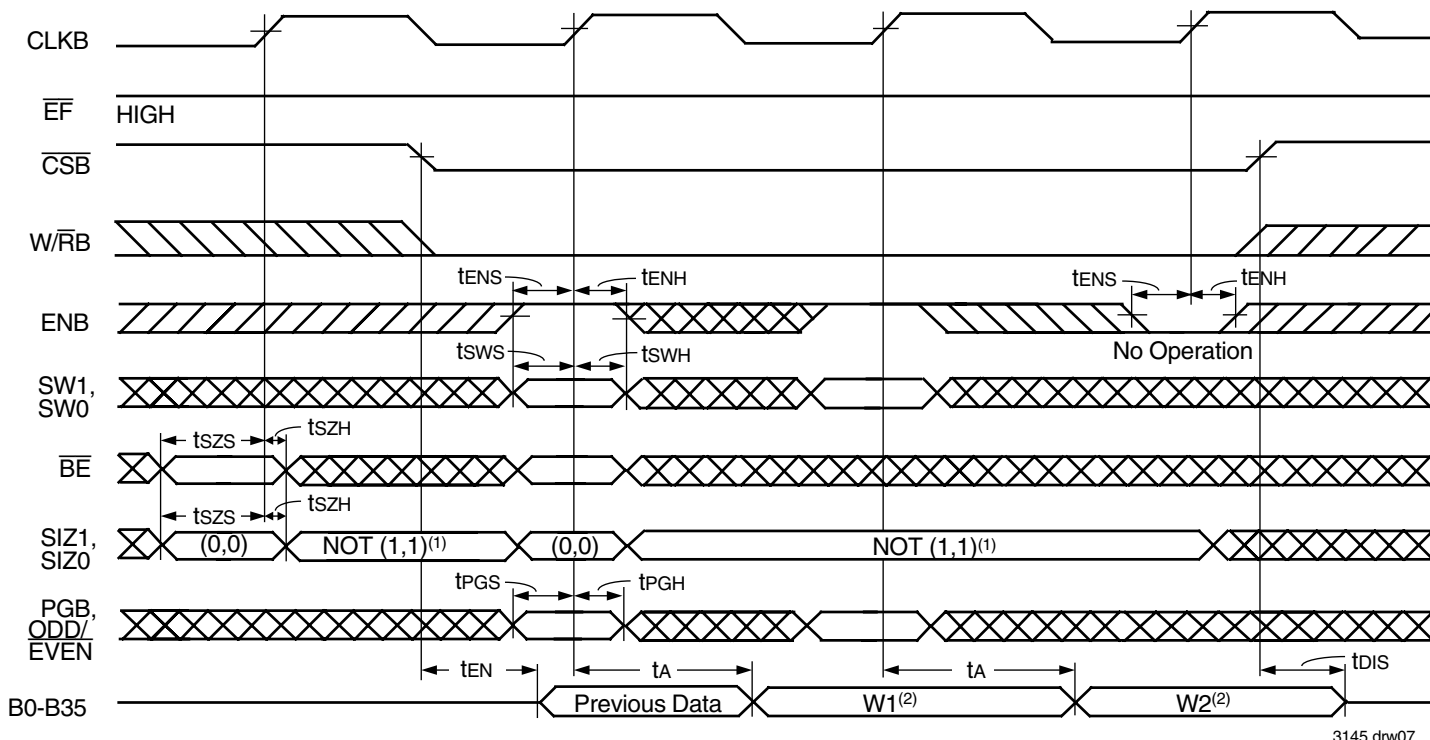 CLKB
EF
HIGH
CSB
W/RB
tENS
tENH
tENS
tENH
ENB
No Operation
tSWS
tSWH
SW1,
SW0
tSZS
tSZH
BE
tSZS
tSZH
SIZ1,
SIZ0
(0,0)
NOT (1,1)(1)
(0,0)
NOT (1,1)(1)
tPGS
tPGH
PGB,
ODD/
EVEN
tEN
tA
tA
tDIS
B0-B35
Previous Data
W1(2)
W2(2)
3145 drw07